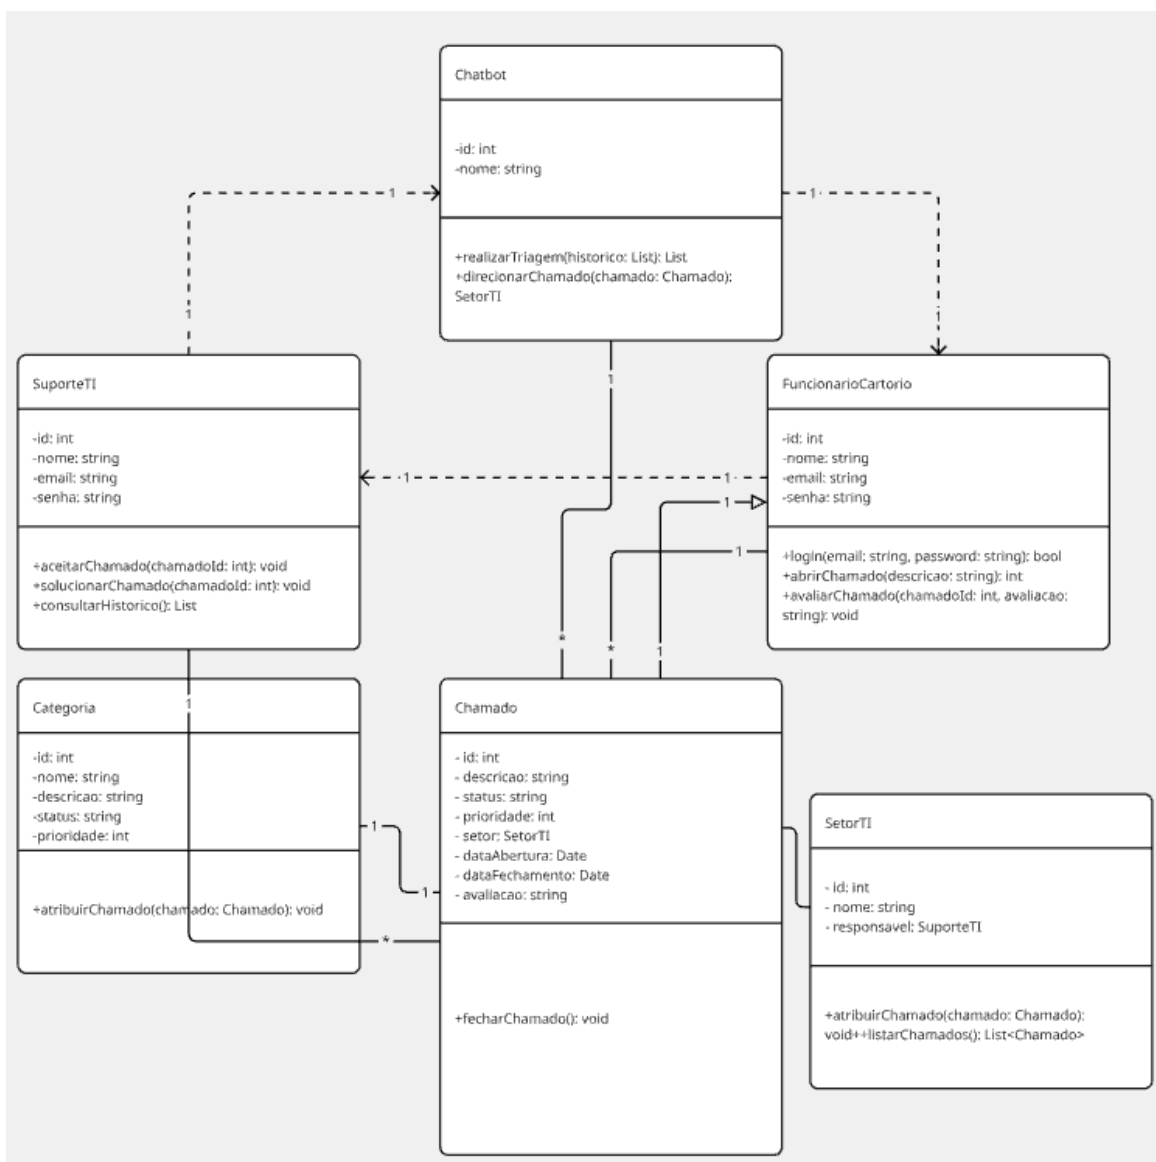 Chatbot
-id: int
-nome: string
1
1
+realizarTriagem(historico: List): List
+direcionarChamado(chamado: Chamado):
SetorTI
1
1
1
SuporteTI
-id: int
-nome: string
-email: string
-senha: string
+aceitarChamado(chamadoId: int): void
+solucionarChamado(chamadoId: int): void
+consultarHistorico(): List
FuncionarioCartorio
-id: int
-nome: string
-email: string
-senha: string
+login(email: string, password: string): bool
+abrirChamado(descricao: string): int
+avaliarChamado(chamadoId: int, avaliacao:
string): void
1
1
1
1
*
*
1
1
Categoria
-id: int
-nome: string
-descricao: string
-status: string
-prioridade: int
+atribuirChamado(chamado: Chamado): void
1
1
*
Chamado
- id: int
- descricao: string
- status: string
- prioridade: int
- setor: SetorTI
- dataAbertura: Date
- dataFechamento: Date
- avaliacao: string
+fecharChamado(): void
SetorTI
- id: int
- nome: string
- responsavel: SuporteTI
+atribuirChamado(chamado: Chamado):
void++listarChamados(): List<Chamado>